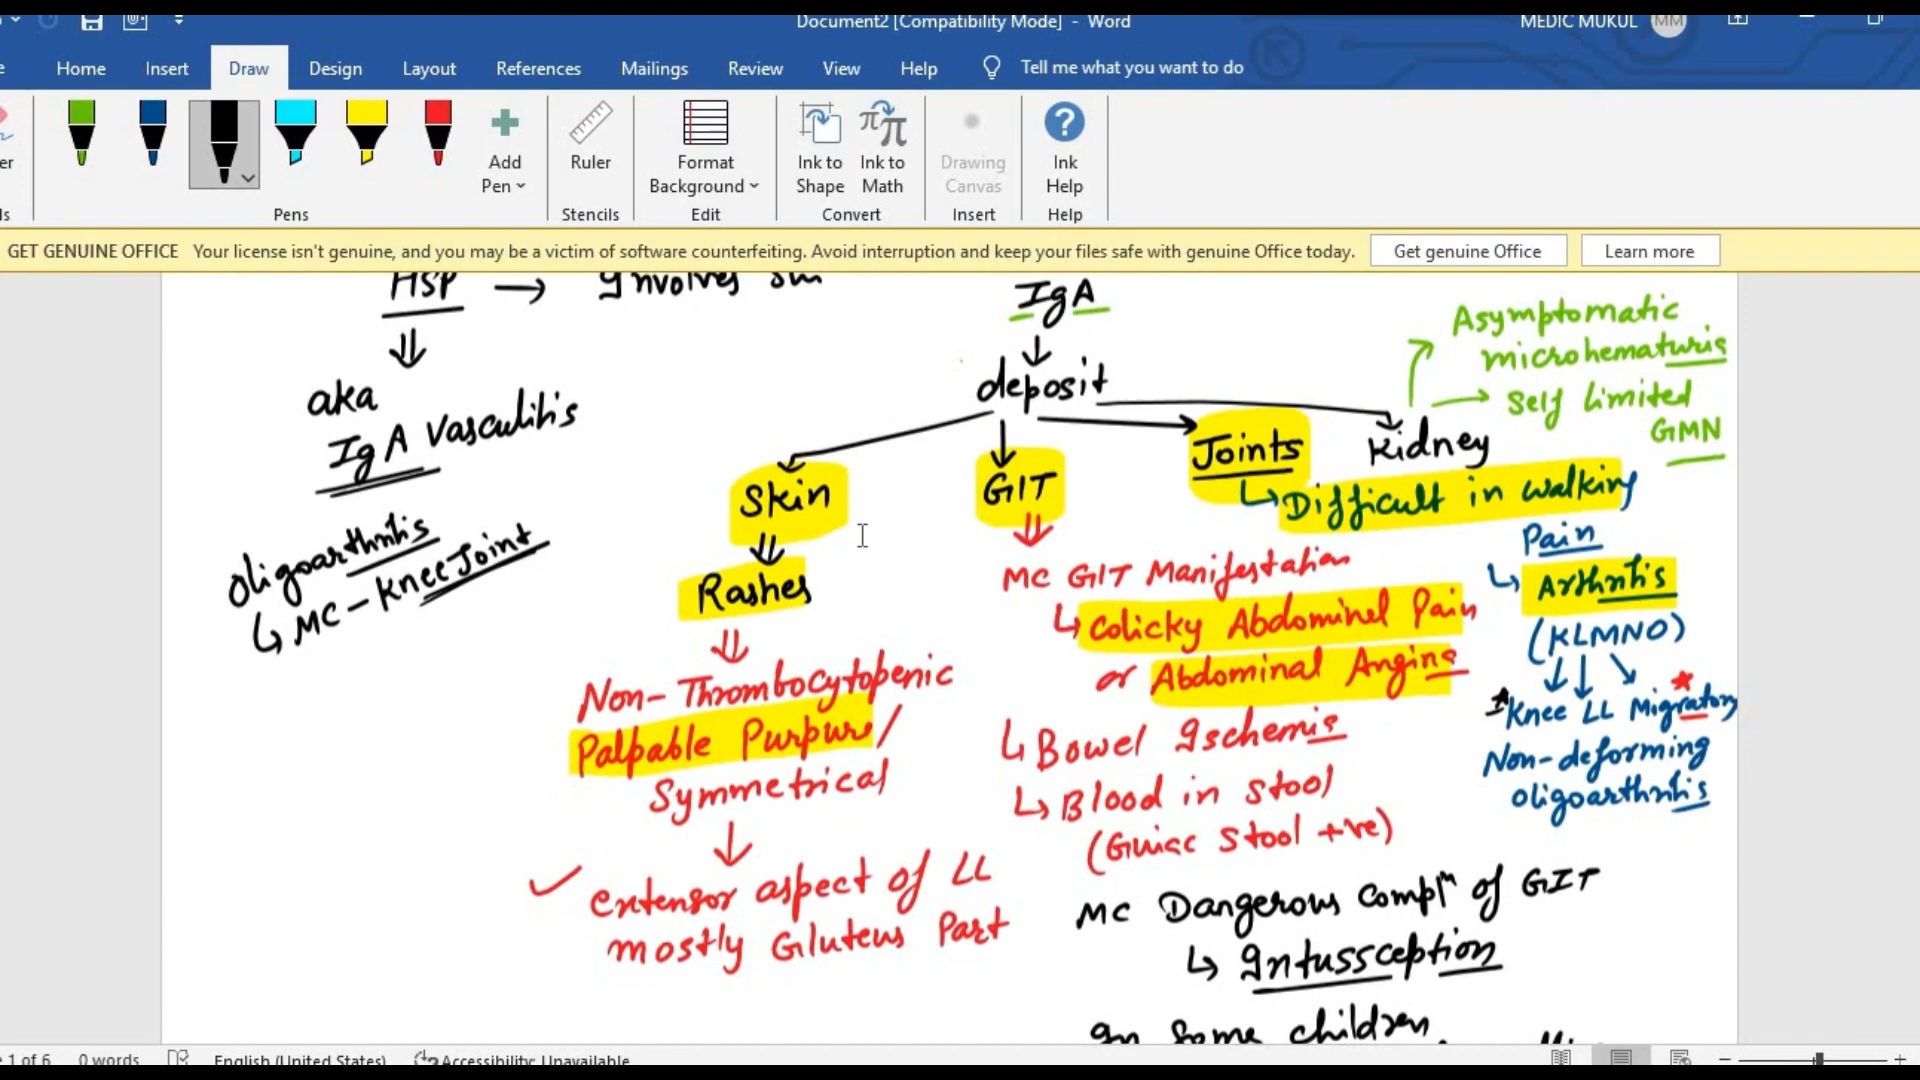 Document2 [Compatibility Mode] - Word
MEDIC MUKUL MM
Home Insert Draw Design Layout References Mailings Review View Help Tell me what you want to do
Add Pen
Ruler
Format Background
Ink to Shape
Ink to Math
Drawing Canvas
Ink Help
Pens
Stencils
Edit
Convert
Insert
Help
GET GENUINE OFFICE Your license isn't genuine, and you may be a victim of software counterfeiting. Avoid interruption and keep your files safe with genuine Office today. Get genuine Office Learn more
HSP → Involves
aka
IgA Vasculitis
oligoarthritis
↳ MC - Knee Joint
IgA
deposit
Skin
Rashes
Non-Thrombocytopenic
Palpable Purpura/
Symmetrical
extensor aspect of LL
mostly Gluteus Part
GIT
MC GIT Manifestation
↳ Colicky Abdominal Pain
or Abdominal Angina
↳ Bowel Ischemia
↳ Blood in stool
(Guiac Stool +ve)
MC Dangerous compln of GIT
↳ Intussception
In Some children
Joints
↳ Difficult in walking
Pain
↳ Arthritis
(KLMNO)
*Knee LL Migratory
Non-deforming
oligoarthritis
Kidney
Asymptomatic
microhematuria
→ Self limited
GMN
1 of 6 0 words English (United States) Accessibility: Unavailable